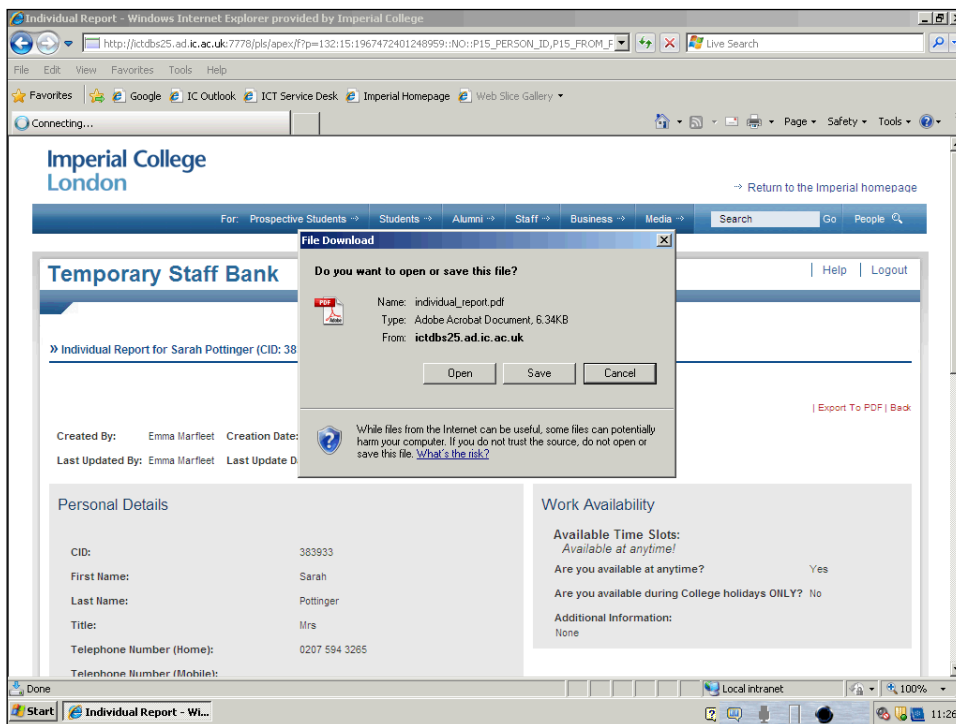 Individual Report - Windows Internet Explorer provided by Imperial College
http://ictdbs25.ad.ic.ac.uk:7778/pls/apex/f?p=132:15:1967472401248959::NO::P15_PERSON_ID,P15_FROM_F
Live Search
File Edit View Favorites Tools Help
Favorites Google IC Outlook ICT Service Desk Imperial Homepage Web Slice Gallery
Connecting...
Page Safety Tools
Imperial College
London
Return to the Imperial homepage
For: Prospective Students Students Alumni Staff Business Media Search Go People
File Download
Do you want to open or save this file?
PDF
Adobe
Name: individual_report.pdf
Type: Adobe Acrobat Document, 6.34KB
From: ictdbs25.ad.ic.ac.uk
Open Save Cancel
While files from the Internet can be useful, some files can potentially
harm your computer. If you do not trust the source, do not open or
save this file. What's the risk?
Temporary Staff Bank
Help | Logout
» Individual Report for Sarah Pottinger (CID: 38
| Export To PDF | Back
Created By: Emma Marfleet Creation Date:
Last Updated By: Emma Marfleet Last Update D
Personal Details
CID: 383933
First Name: Sarah
Last Name: Pottinger
Title: Mrs
Telephone Number (Home): 0207 594 3265
Telephone Number (Mobile):
Work Availability
Available Time Slots:
Available at anytime!
Are you available at anytime? Yes
Are you available during College holidays ONLY? No
Additional Information:
None
Done
Local intranet
100%
Start
Individual Report - Wi...
11:26